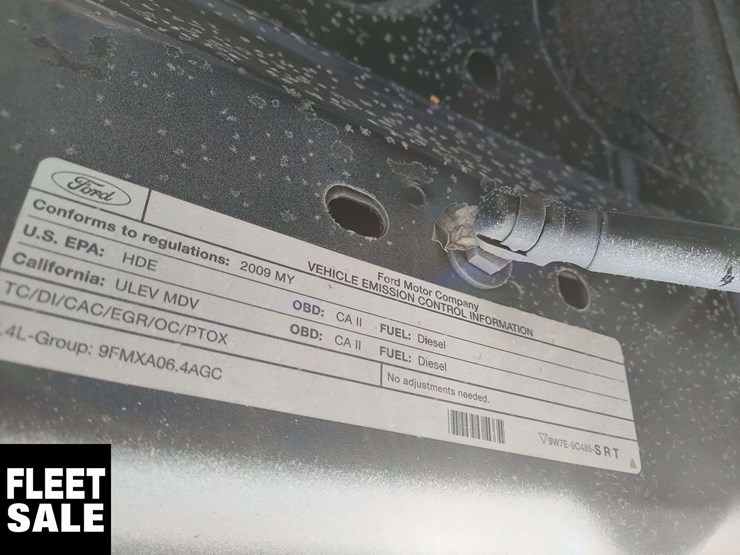 Ford
Ford Motor Company
VEHICLE EMISSION CONTROL INFORMATION
Conforms to regulations: 2009 MY
U.S. EPA: HDE OBD: CA II FUEL: Diesel
California: ULEV MDV OBD: CA II FUEL: Diesel
TC/DI/CAC/EGR/OC/PTOX No adjustments needed.
.4L-Group: 9FMXA06.4AGC
9W7E-9C485-SRT
FLEET
SALE